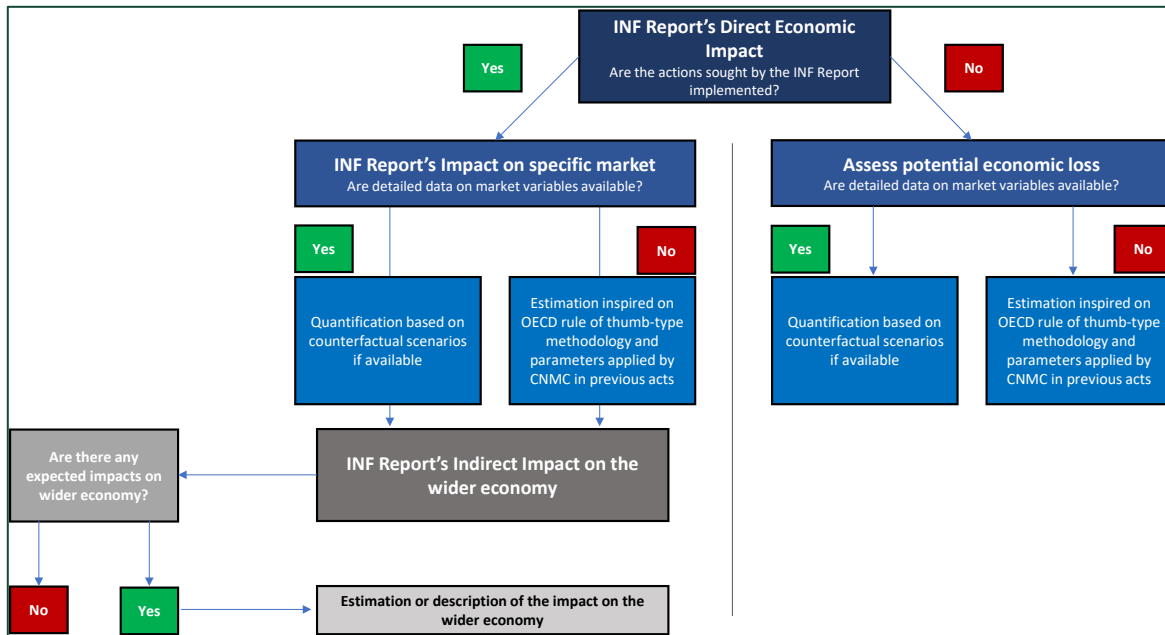 INF Report's Direct Economic
Impact
Are the actions sought by the INF Report
implemented?
Yes
No
INF Report's Impact on specific market
Are detailed data on market variables available?
Assess potential economic loss
Are detailed data on market variables available?
Yes
No
Yes
No
Quantification based on
counterfactual scenarios
if available
Estimation inspired on
OECD rule of thumb-type
methodology and
parameters applied by
CNMC in previous acts
Quantification based on
counterfactual scenarios
if available
Estimation inspired on
OECD rule of thumb-type
methodology and
parameters applied by
CNMC in previous acts
Are there any
expected impacts on
wider economy?
INF Report's Indirect Impact on the
wider economy
No
Yes
Estimation or description of the impact on the
wider economy